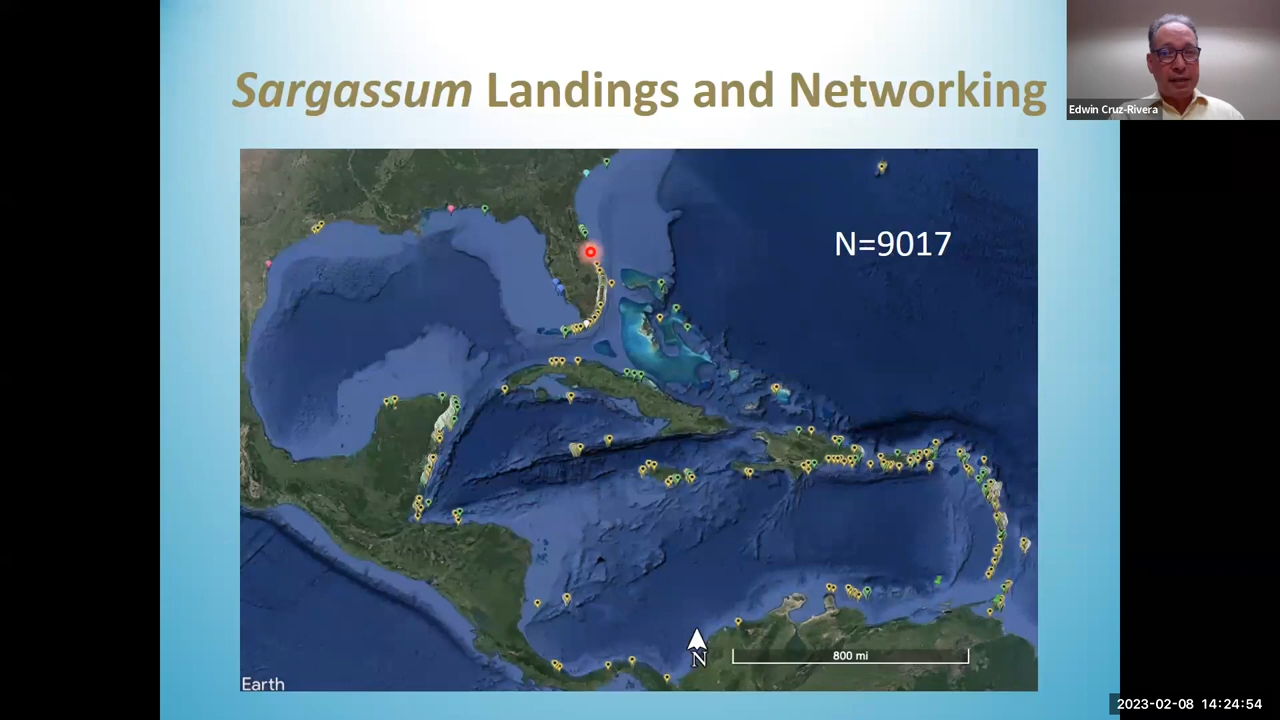 Sargassum Landings and Networking
Edwin Cruz-Rivera
N=9017
N
800 mi
Earth
2023-02-08 14:24:54